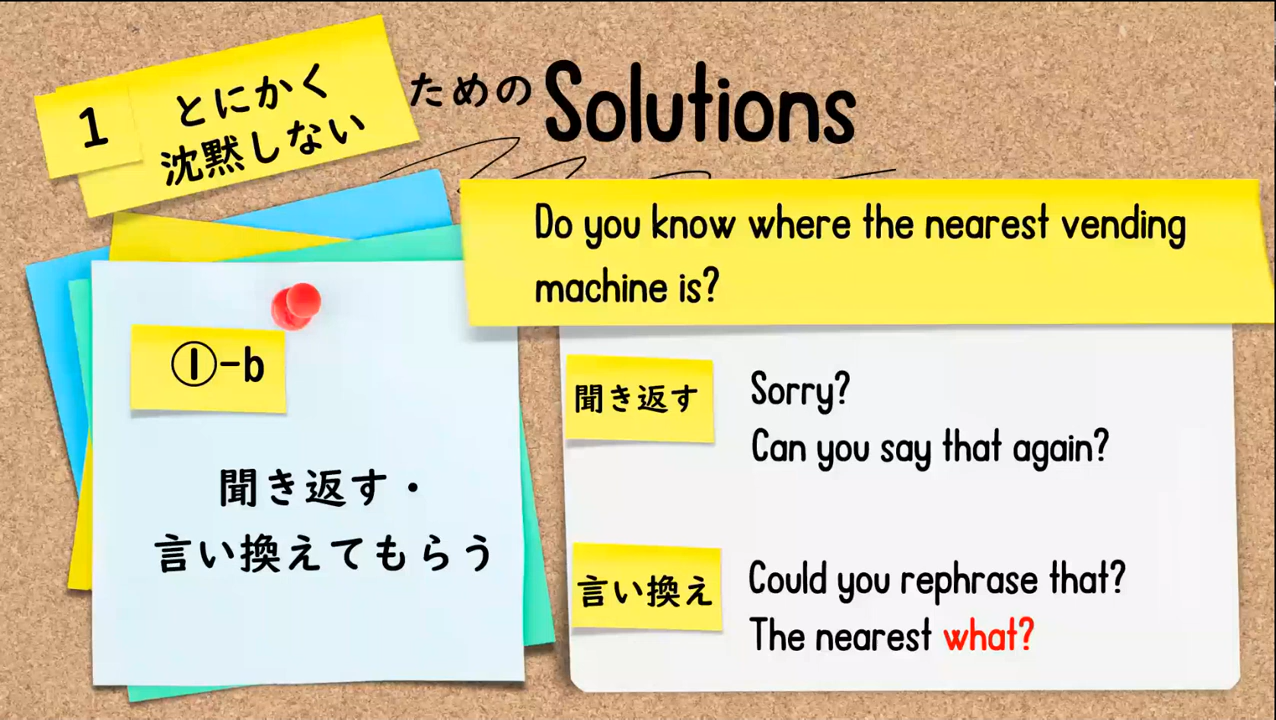 1
とにかく
沈黙しない
ための Solutions
Do you know where the nearest vending
machine is?
①-b
聞き返す・
言い換えてもらう
聞き返す
Sorry?
Can you say that again?
言い換え
Could you rephrase that?
The nearest what?